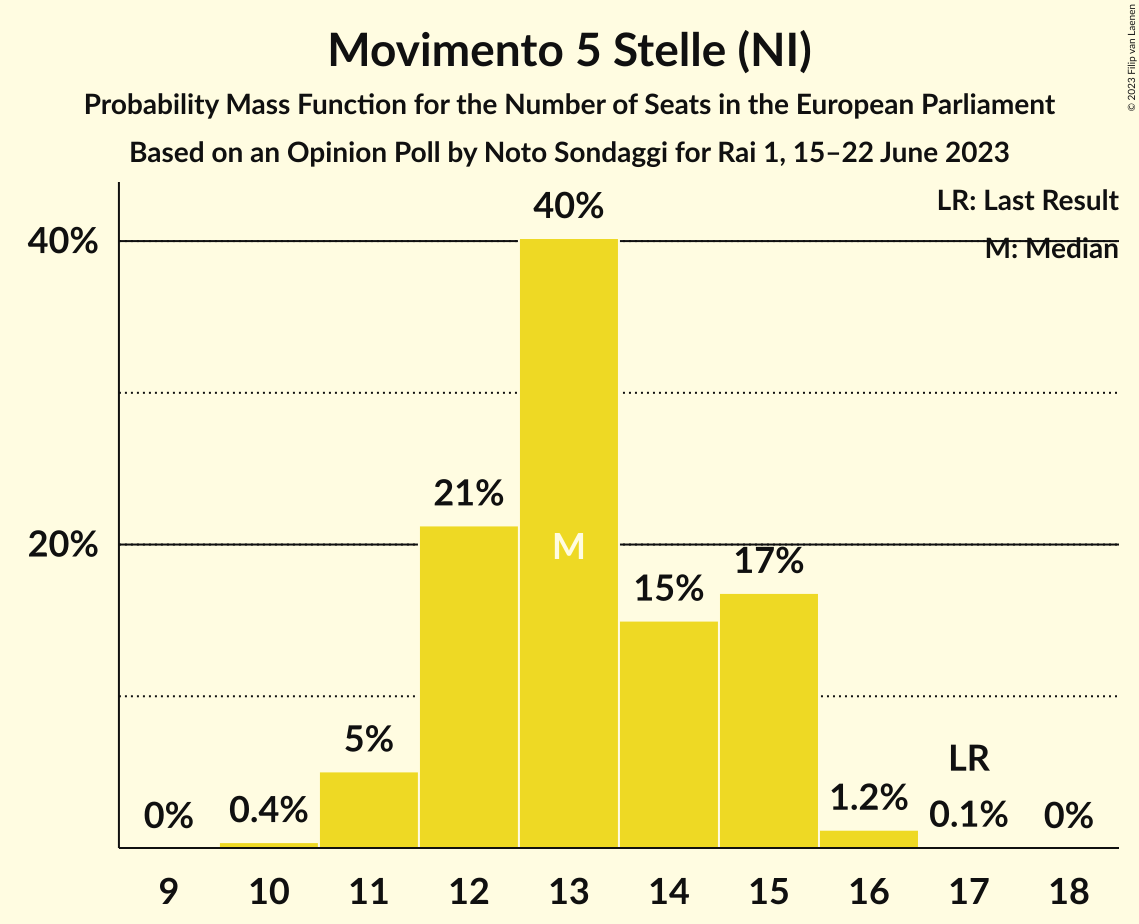 Movimento 5 Stelle (NI)
Probability Mass Function for the Number of Seats in the European Parliament
Based on an Opinion Poll by Noto Sondaggi for Rai 1, 15–22 June 2023
© 2023 Filip van Laenen
LR: Last Result
M: Median
40%
20%
0%
0.4%
5%
21%
40%
M
15%
17%
1.2%
LR
0.1%
0%
9 10 11 12 13 14 15 16 17 18